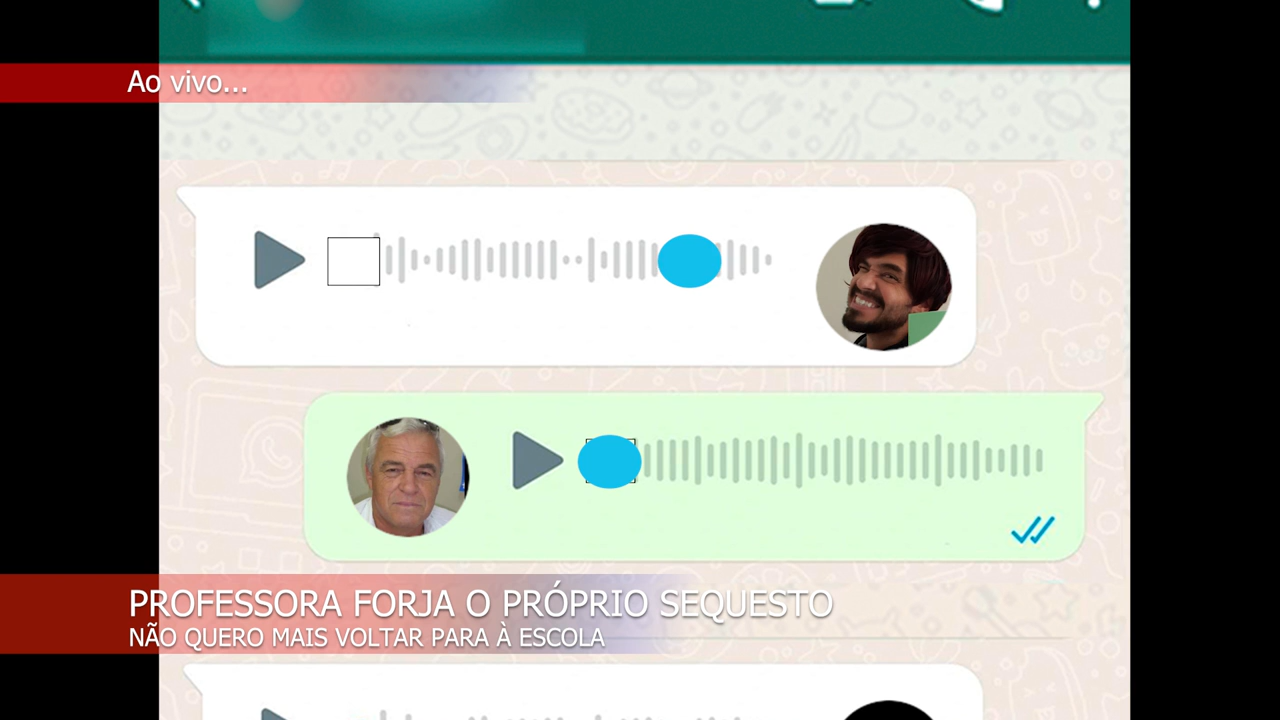 Ao vivo...
PROFESSORA FORJA O PRÓPRIO SEQUESTO
NÃO QUERO MAIS VOLTAR PARA À ESCOLA